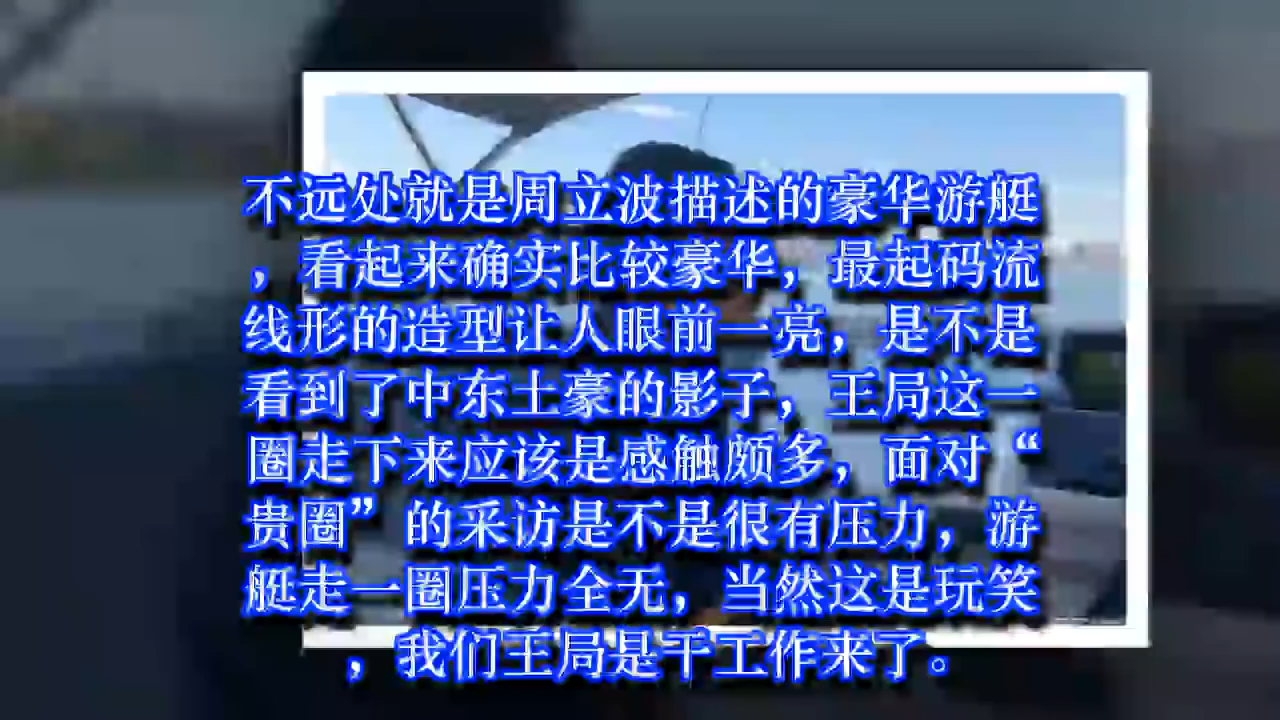 不远处就是周立波描述的豪华游艇
，看起来确实比较豪华，最起码流
线形的造型让人眼前一亮，是不是
看到了中东土豪的影子，王局这一
圈走下来应该是感触颇多，面对“
贵圈”的采访是不是很有压力，游
艇走一圈压力全无，当然这是玩笑
，我们王局是干工作来了。